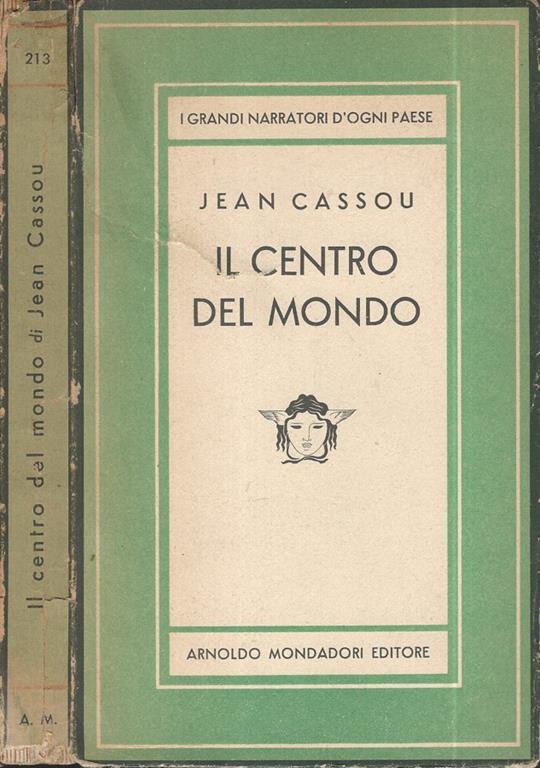 213
Il centro del mondo di Jean Cassou
A. M.
I GRANDI NARRATORI D'OGNI PAESE
JEAN CASSOU
IL CENTRO
DEL MONDO
ARNOLDO MONDADORI EDITORE